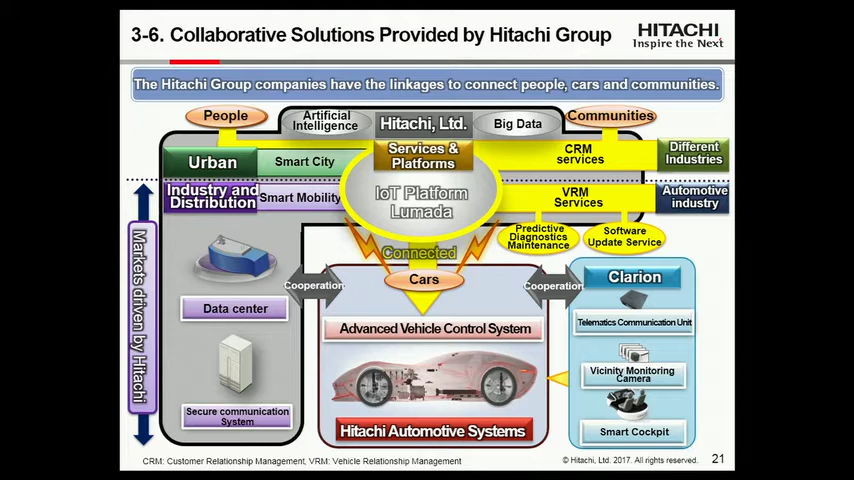 3-6. Collaborative Solutions Provided by Hitachi Group
HITACHI
Inspire the Next
The Hitachi Group companies have the linkages to connect people, cars and communities.
People
Artificial
Intelligence
Hitachi, Ltd.
Big Data
Communities
Urban
Smart City
Services &
Platforms
CRM
services
Different
Industries
Industry and
Distribution
Smart Mobility
IoT Platform
Lumada
VRM
Services
Automotive
industry
Predictive
Diagnostics
Maintenance
Software
Update Service
Markets driven by Hitachi
Connected
Cars
Cooperation
Cooperation
Data center
Secure communication
System
Advanced Vehicle Control System
Hitachi Automotive Systems
Clarion
Telematics Communication Unit
Vicinity Monitoring
Camera
Smart Cockpit
CRM: Customer Relationship Management, VRM: Vehicle Relationship Management
© Hitachi, Ltd. 2017. All rights reserved.
21